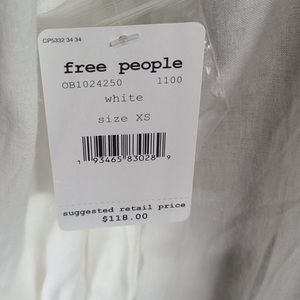 CP5332 34 34
free people
OB1024250 1100
white
size XS
1 93465 83028 9
suggested retail price
$118.00